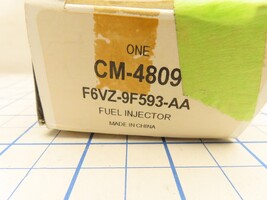 ONE
CM-4809
F6VZ-9F593-AA
FUEL INJECTOR
MADE IN CHINA